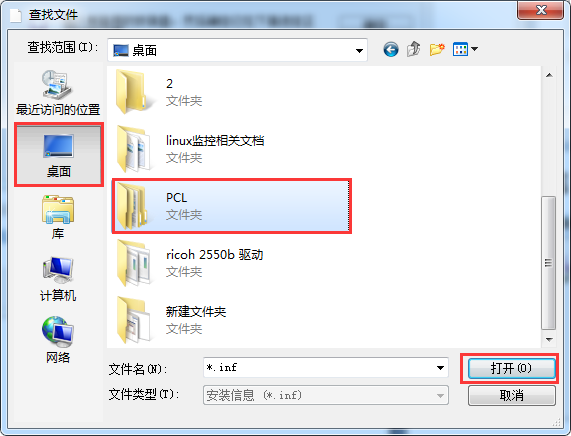 查找文件
查找范围(I):
桌面
最近访问的位置
桌面
库
计算机
网络
2
文件夹
linux监控相关文档
文件夹
PCL
文件夹
ricoh 2550b 驱动
文件夹
新建文件夹
文件夹
文件名(N):
*.inf
打开(O)
文件类型(T):
安装信息 (*.inf)
取消